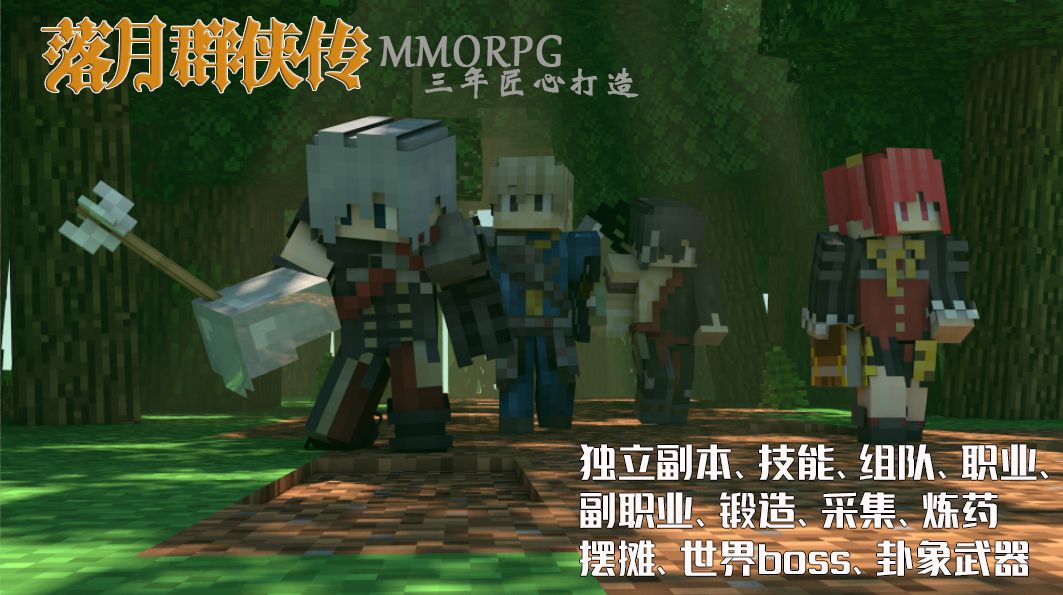 落月群侠传 MMORPG
三年匠心打造
独立副本、技能、组队、职业、
副职业、锻造、采集、炼药
摆摊、世界boss、卦象武器